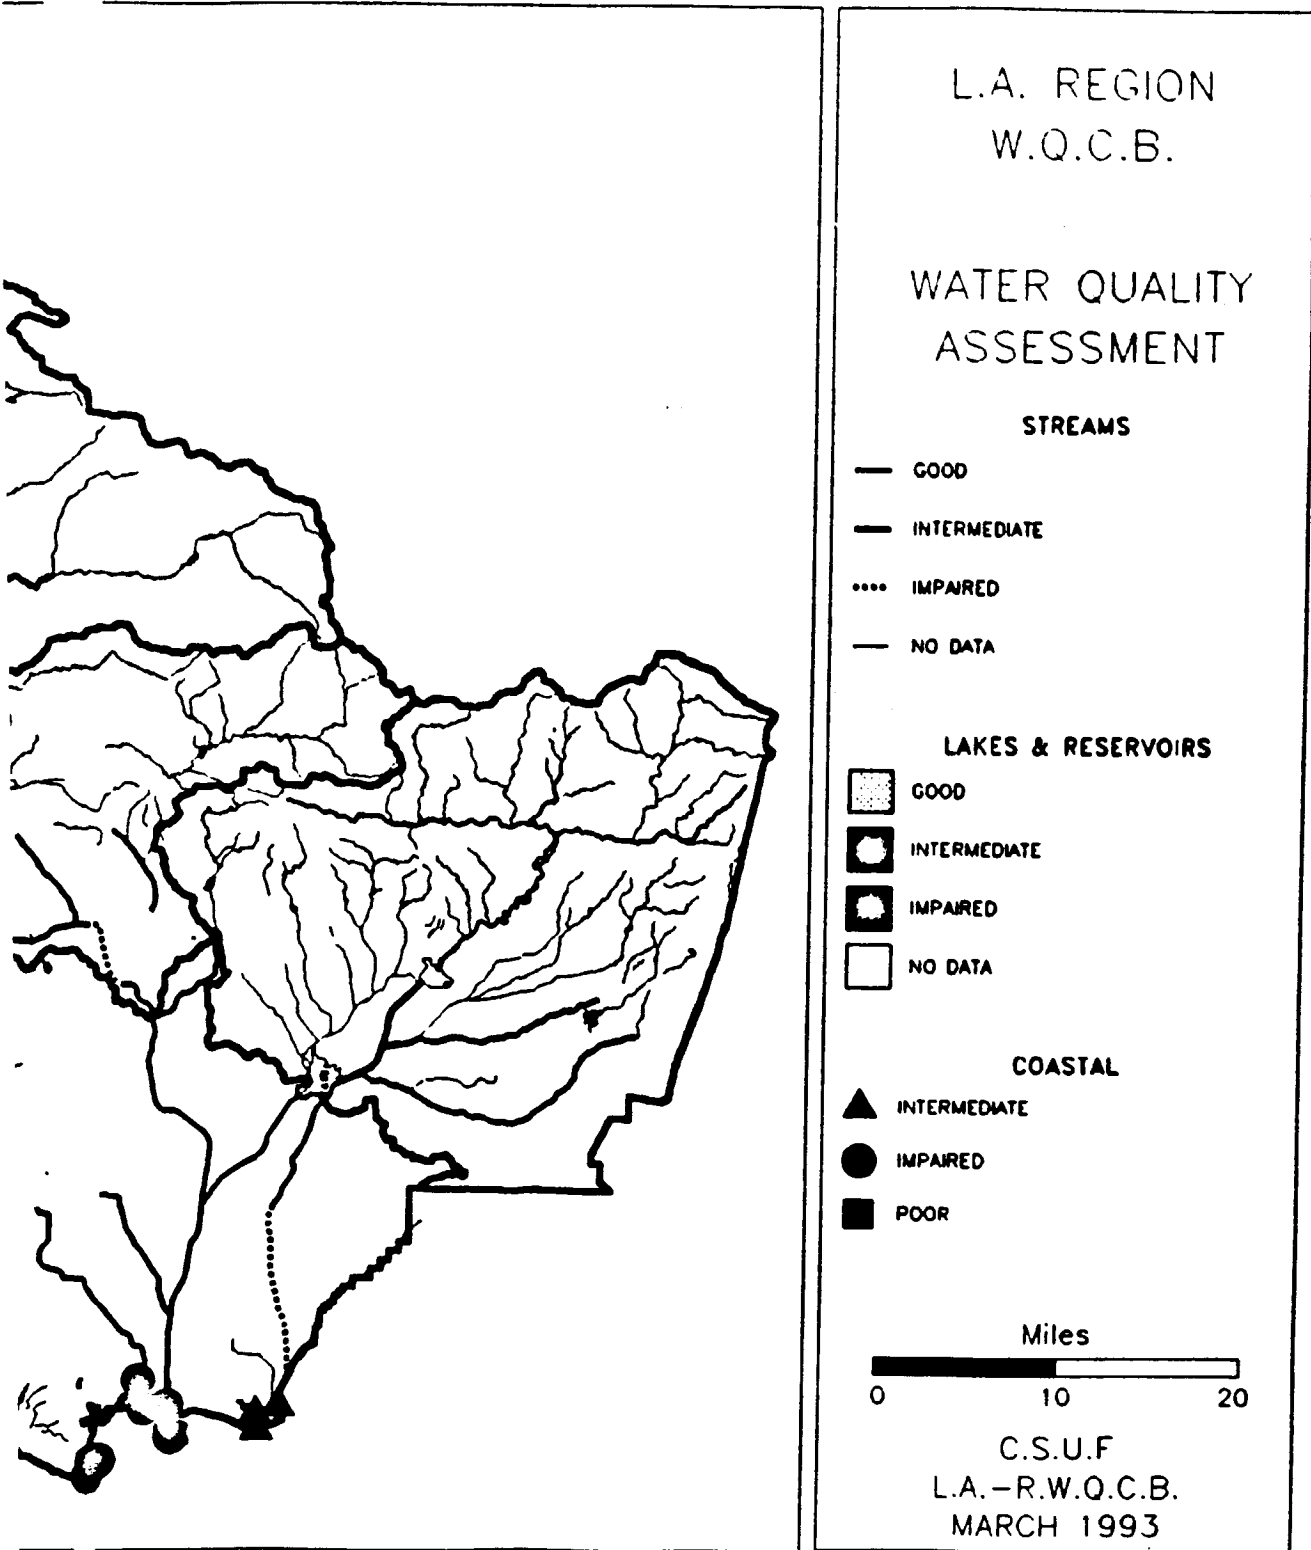 L.A. REGION
W.Q.C.B.
WATER QUALITY
ASSESSMENT
STREAMS
GOOD
INTERMEDIATE
IMPAIRED
NO DATA
LAKES & RESERVOIRS
GOOD
INTERMEDIATE
IMPAIRED
NO DATA
COASTAL
INTERMEDIATE
IMPAIRED
POOR
Miles
0 10 20
C.S.U.F
L.A.-R.W.Q.C.B.
MARCH 1993